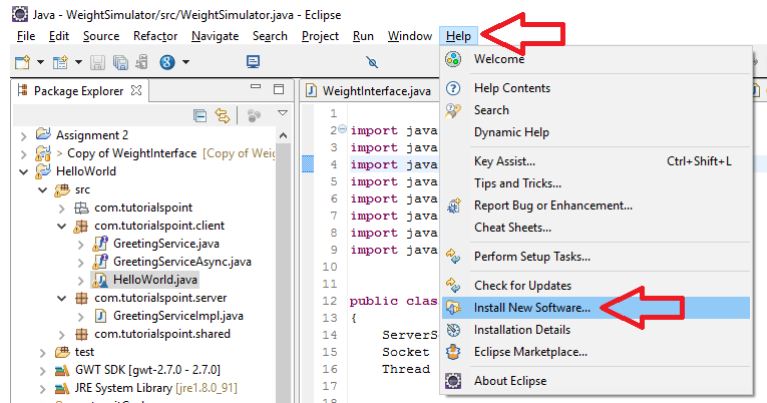 Java - WeightSimulator/src/WeightSimulator.java - Eclipse
File Edit Source Refactor Navigate Search Project Run Window Help
Package Explorer
WeightInterface.java
Assignment 2
> Copy of WeightInterface [Copy of Wei
HelloWorld
src
com.tutorialspoint
com.tutorialspoint.client
GreetingService.java
GreetingServiceAsync.java
HelloWorld.java
com.tutorialspoint.server
GreetingServiceImpl.java
com.tutorialspoint.shared
test
GWT SDK [gwt-2.7.0 - 2.7.0]
JRE System Library [jre1.8.0_91]
1
2 import java
3 import java
4 import java
5 import java
6 import java
7 import java
8 import java
9 import java
10
11
12 public class
13 {
14 ServerS
15 Socket
16 Thread
17
18
Welcome
Help Contents
Search
Dynamic Help
Key Assist... Ctrl+Shift+L
Tips and Tricks...
Report Bug or Enhancement...
Cheat Sheets...
Perform Setup Tasks...
Check for Updates
Install New Software...
Installation Details
Eclipse Marketplace...
About Eclipse